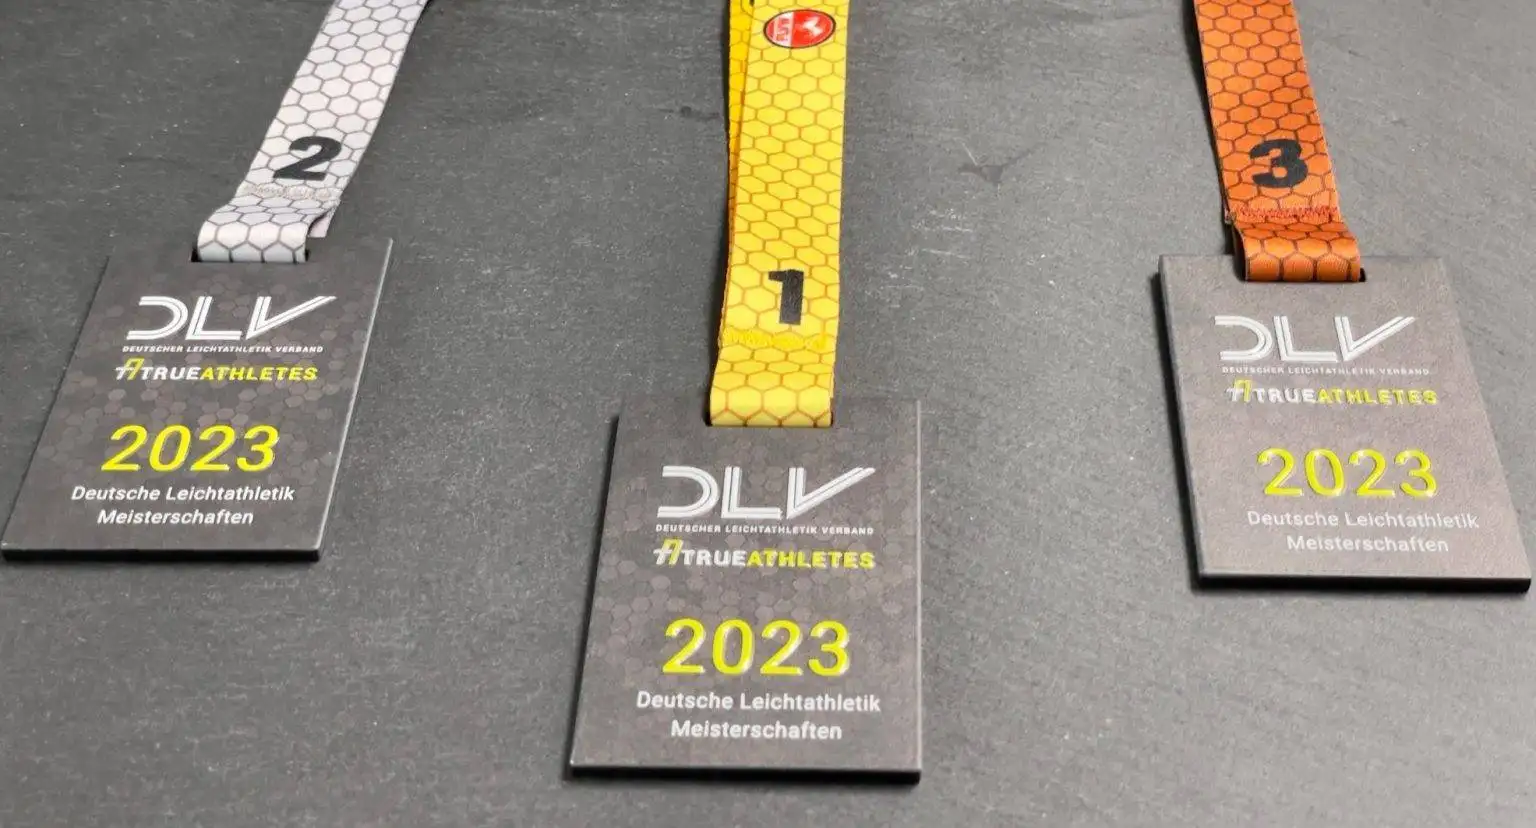 2
DLV
DEUTSCHER LEICHTATHLETIK VERBAND
TRUEATHLETES
2023
Deutsche Leichtathletik
Meisterschaften
1
DLV
DEUTSCHER LEICHTATHLETIK VERBAND
TRUEATHLETES
2023
Deutsche Leichtathletik
Meisterschaften
3
DLV
DEUTSCHER LEICHTATHLETIK VERBAND
TRUEATHLETES
2023
Deutsche Leichtathletik
Meisterschaften